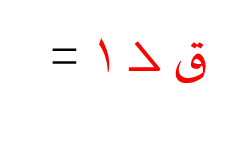 ق د ١ =